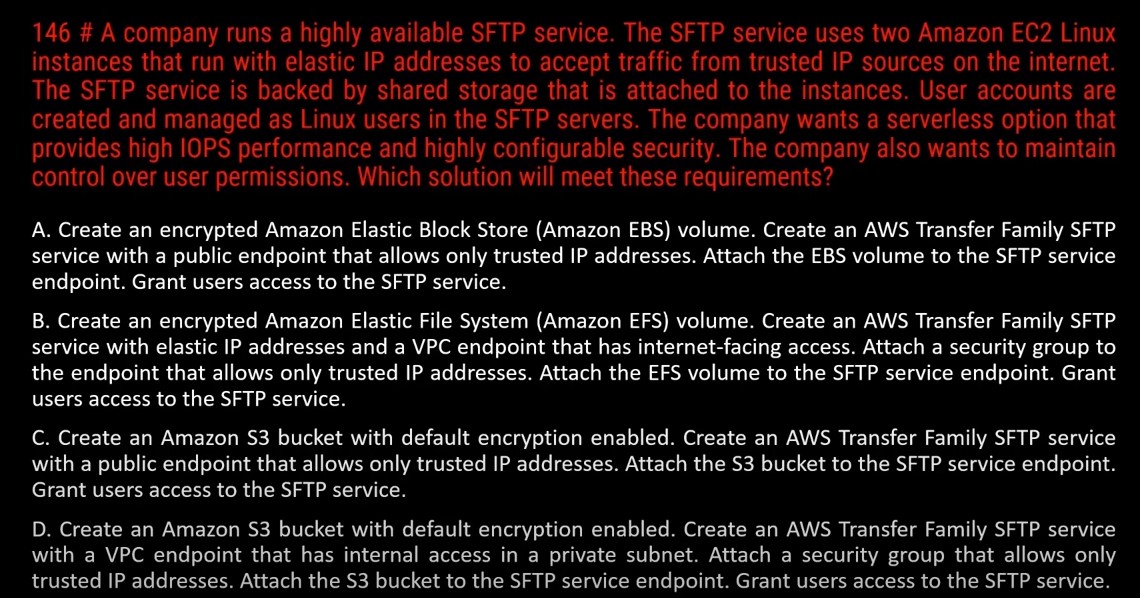 146 # A company runs a highly available SFTP service. The SFTP service uses two Amazon EC2 Linux
instances that run with elastic IP addresses to accept traffic from trusted IP sources on the internet.
The SFTP service is backed by shared storage that is attached to the instances. User accounts are
created and managed as Linux users in the SFTP servers. The company wants a serverless option that
provides high IOPS performance and highly configurable security. The company also wants to maintain
control over user permissions. Which solution will meet these requirements?
A. Create an encrypted Amazon Elastic Block Store (Amazon EBS) volume. Create an AWS Transfer Family SFTP
service with a public endpoint that allows only trusted IP addresses. Attach the EBS volume to the SFTP service
endpoint. Grant users access to the SFTP service.
B. Create an encrypted Amazon Elastic File System (Amazon EFS) volume. Create an AWS Transfer Family SFTP
service with elastic IP addresses and a VPC endpoint that has internet-facing access. Attach a security group to
the endpoint that allows only trusted IP addresses. Attach the EFS volume to the SFTP service endpoint. Grant
users access to the SFTP service.
C. Create an Amazon S3 bucket with default encryption enabled. Create an AWS Transfer Family SFTP service
with a public endpoint that allows only trusted IP addresses. Attach the S3 bucket to the SFTP service endpoint.
Grant users access to the SFTP service.
D. Create an Amazon S3 bucket with default encryption enabled. Create an AWS Transfer Family SFTP service
with a VPC endpoint that has internal access in a private subnet. Attach a security group that allows only
trusted IP addresses. Attach the S3 bucket to the SFTP service endpoint. Grant users access to the SFTP service.